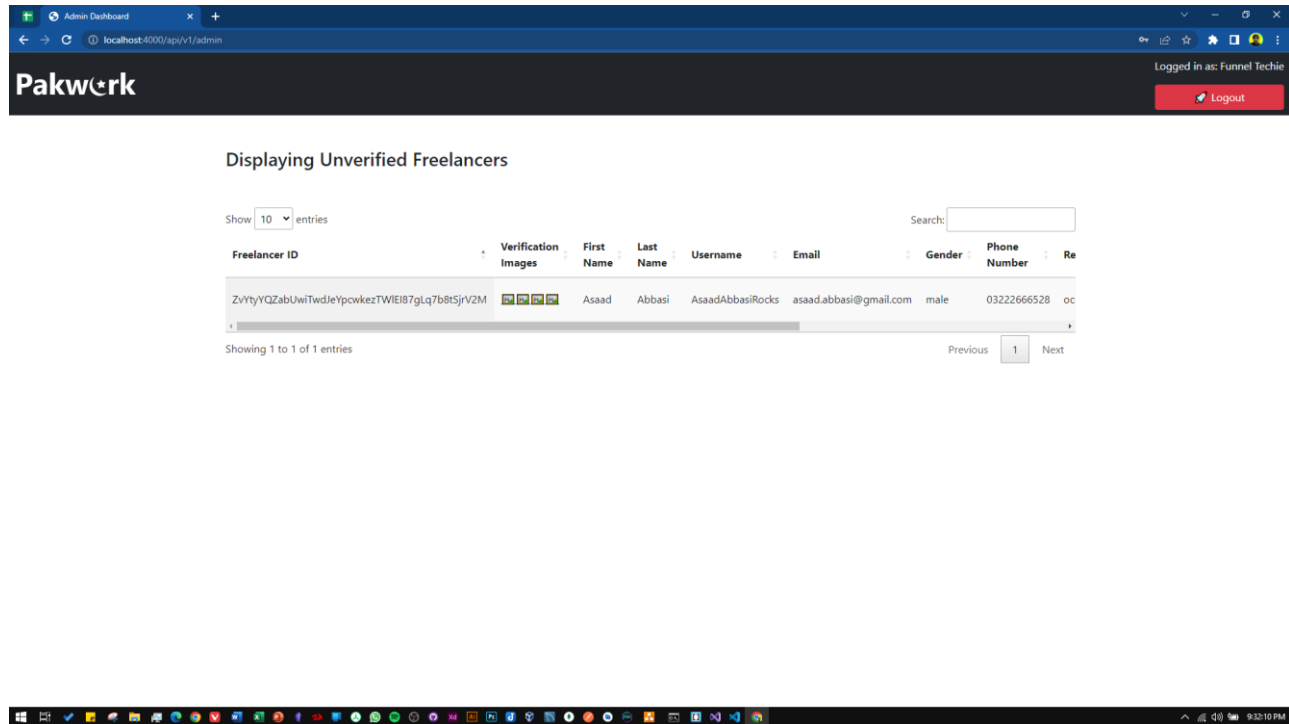 Admin Dashboard
localhost:4000/api/v1/admin
Pakwork
Logged in as: Funnel Techie
Logout
Displaying Unverified Freelancers
Show 10 entries
Search:
Freelancer ID Verification Images First Name Last Name Username Email Gender Phone Number Re
ZvYtyYQZabUwiTwdJeYpcwkezTWlEI87gLq7b8tSjrV2M Asaad Abbasi AsaadAbbasiRocks asaad.abbasi@gmail.com male 03222666528 oc
Showing 1 to 1 of 1 entries
Previous 1 Next
9:32:10 PM